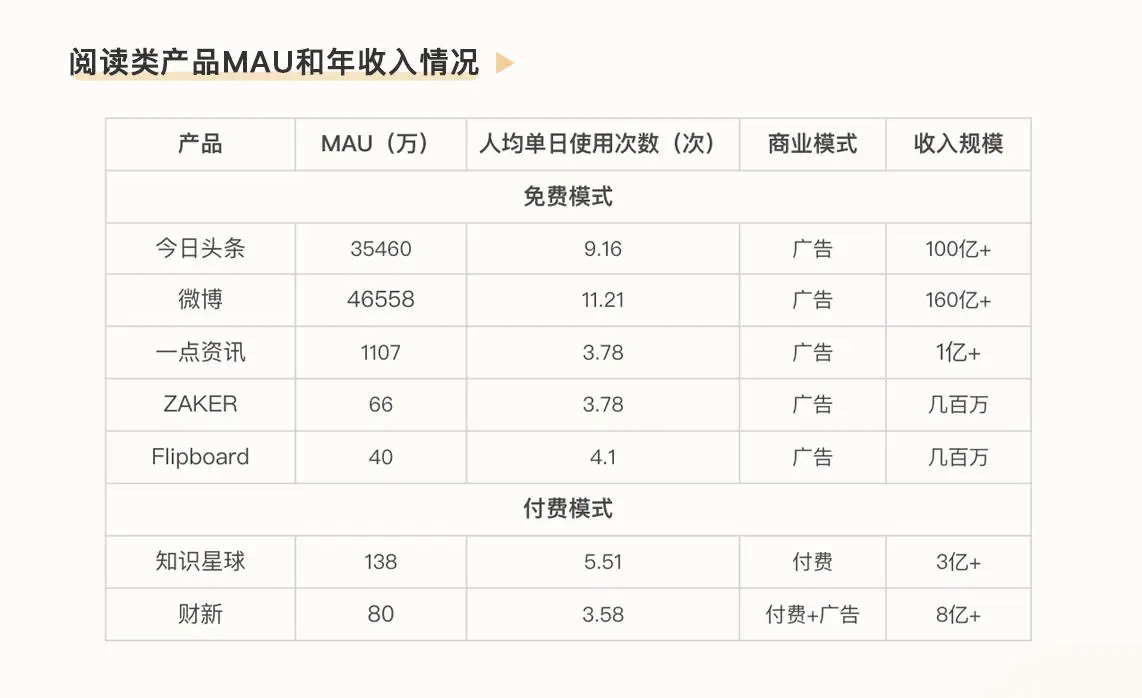 阅读类产品MAU和年收入情况
产品 MAU（万） 人均单日使用次数（次） 商业模式 收入规模
免费模式
今日头条 35460 9.16 广告 100亿+
微博 46558 11.21 广告 160亿+
一点资讯 1107 3.78 广告 1亿+
ZAKER 66 3.78 广告 几百万
Flipboard 40 4.1 广告 几百万
付费模式
知识星球 138 5.51 付费 3亿+
财新 80 3.58 付费+广告 8亿+